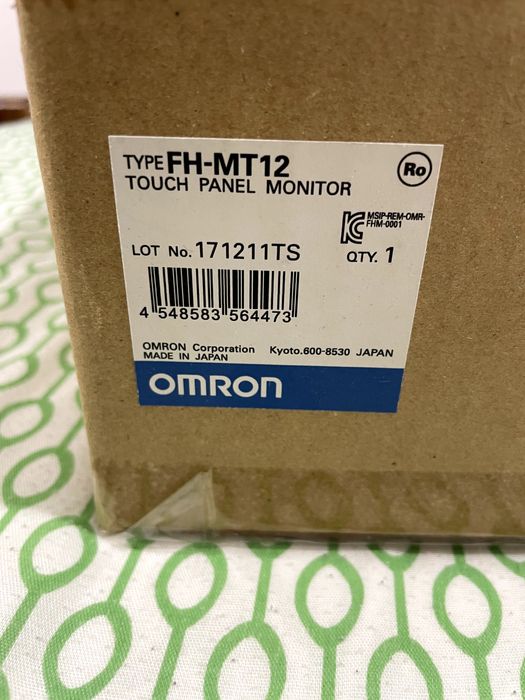 TYPE FH-MT12
TOUCH PANEL MONITOR
Ro
MSIP-REM-OMR-
FHM-0001
LOT No. 171211TS
QTY. 1
4 548583 564473
OMRON Corporation Kyoto.600-8530 JAPAN
MADE IN JAPAN
OMRON